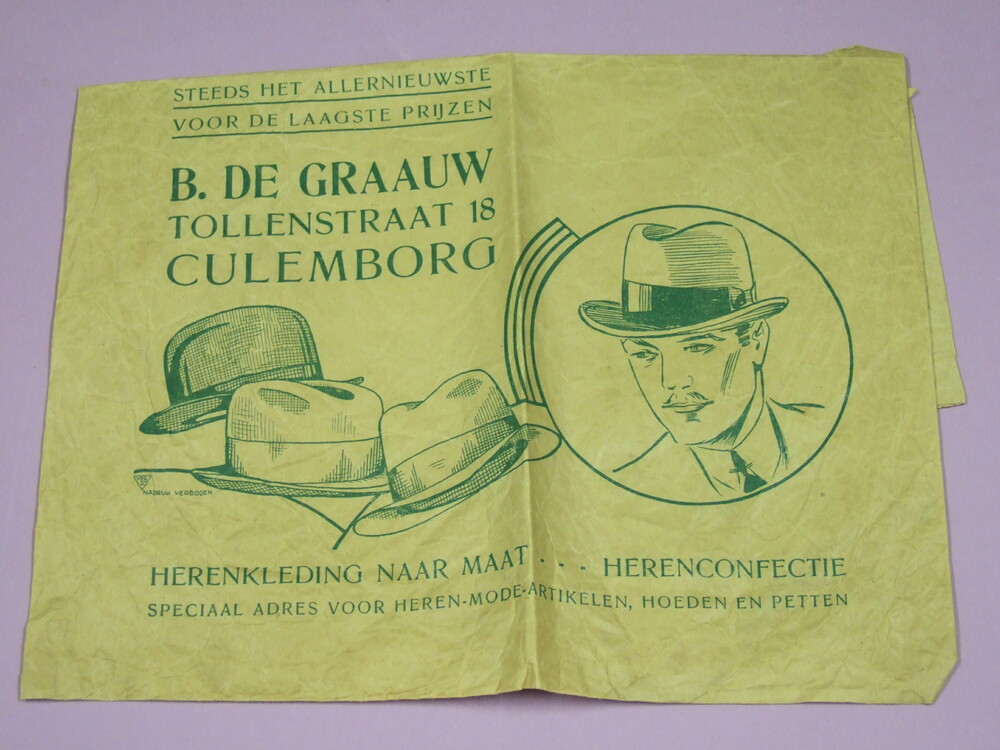 STEEDS HET ALLERNIEUWSTE
VOOR DE LAAGSTE PRIJZEN
B. DE GRAAUW
TOLLENSTRAAT 18
CULEMBORG
NADRUK VERBODEN
HERENKLEDING NAAR MAAT - - - HERENCONFECTIE
SPECIAAL ADRES VOOR HEREN-MODE-ARTIKELEN, HOEDEN EN PETTEN